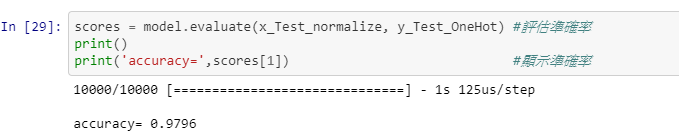 In [29]: scores = model.evaluate(x_Test_normalize, y_Test_OneHot) #評估準確率
print()
print('accuracy=',scores[1]) #顯示準確率
10000/10000 [==============================] - 1s 125us/step
accuracy= 0.9796